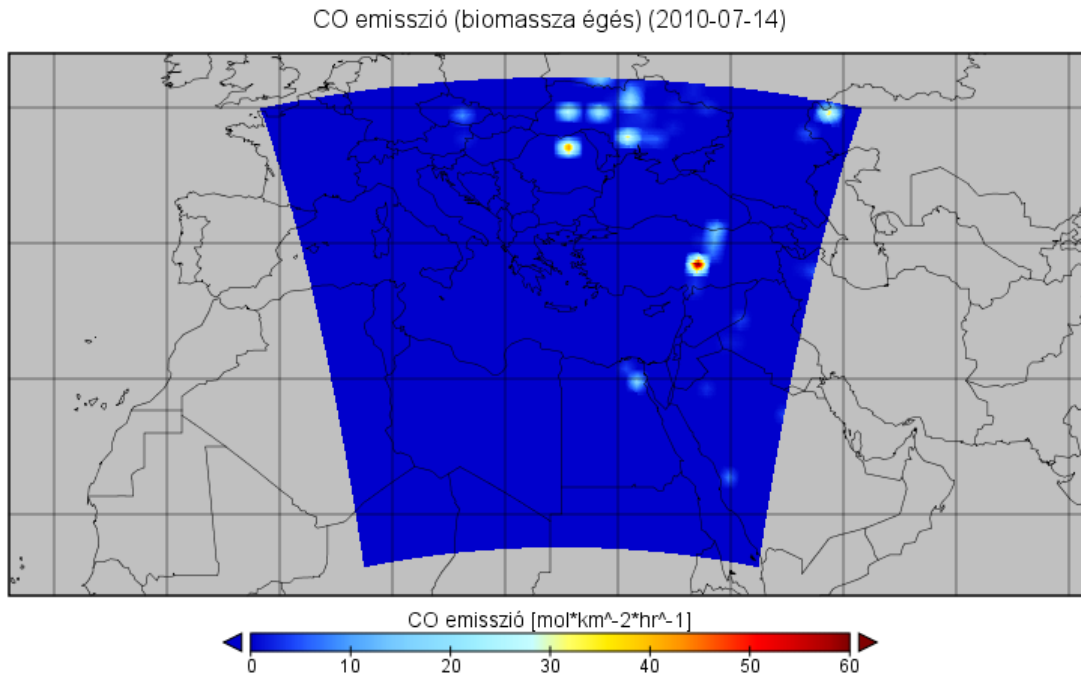 CO emisszió (biomassza égés) (2010-07-14)
CO emisszió [mol*km^-2*hr^-1]
0 10 20 30 40 50 60